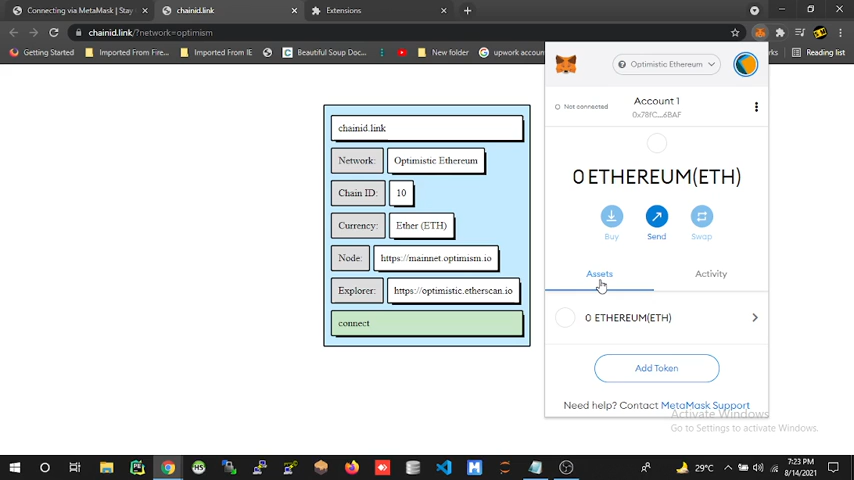 Connecting via MetaMask | Stay
chainid.link
Extensions
chainid.link/?network=optimism
Getting Started
Imported From Fire...
Imported From IE
Beautiful Soup Doc...
New folder
upwork account
Reading list
chainid.link
Network:
Optimistic Ethereum
Chain ID:
10
Currency:
Ether (ETH)
Node:
https://mainnet.optimism.io
Explorer:
https://optimistic.etherscan.io
connect
Optimistic Ethereum
Not connected
Account 1
0x78fC...6BAF
0 ETHEREUM(ETH)
Buy
Send
Swap
Assets
Activity
0 ETHEREUM(ETH)
Add Token
Need help? Contact MetaMask Support
Activate Windows
Go to Settings to activate Windows.
29°C
7:23 PM
8/14/2021